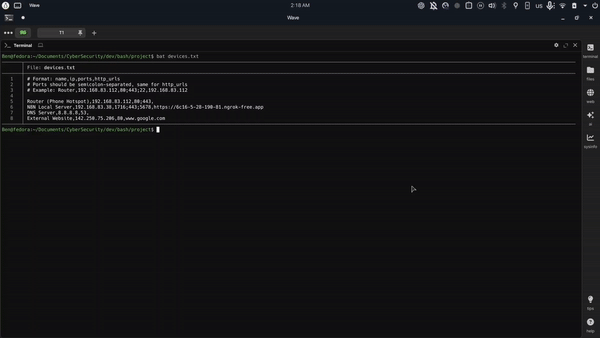 Wave
2:18 AM
US
Wave
11
+
Terminal
Ben@fedora:~/Documents/CyberSecurity/dev/bash/project$ bat devices.txt
File: devices.txt
1 # Format: name,ip,ports,http_urls
2 # Ports should be semicolon-separated, same for http_urls
3 # Example: Router,192.168.83.112,80;443;22,192.168.83.112
4
5 Router (Phone Hotspot),192.168.83.112,80;443,
6 N8N Local Server,192.168.83.38,1716;443;5678,https://6c16-5-28-190-81.ngrok-free.app
7 DNS Server,8.8.8.8,53,
8 External Website,142.250.75.206,80,www.google.com
Ben@fedora:~/Documents/CyberSecurity/dev/bash/project$
terminal
files
web
ai
sysinfo
tips
help